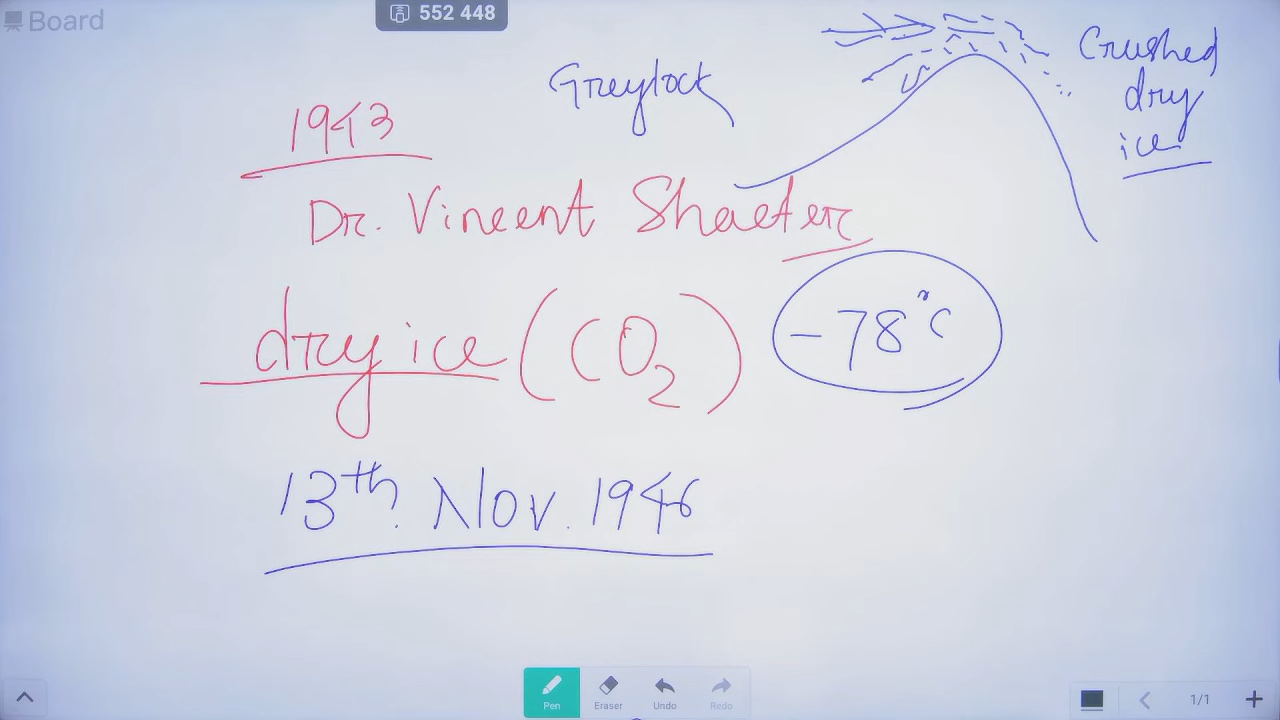 Board
552 448
Greylock
Crushed
dry
ice
1943
Dr. Vincent Shaefer
dry ice (CO2)
-78°C
13th Nov. 1946
Pen
Eraser
Undo
Redo
1/1